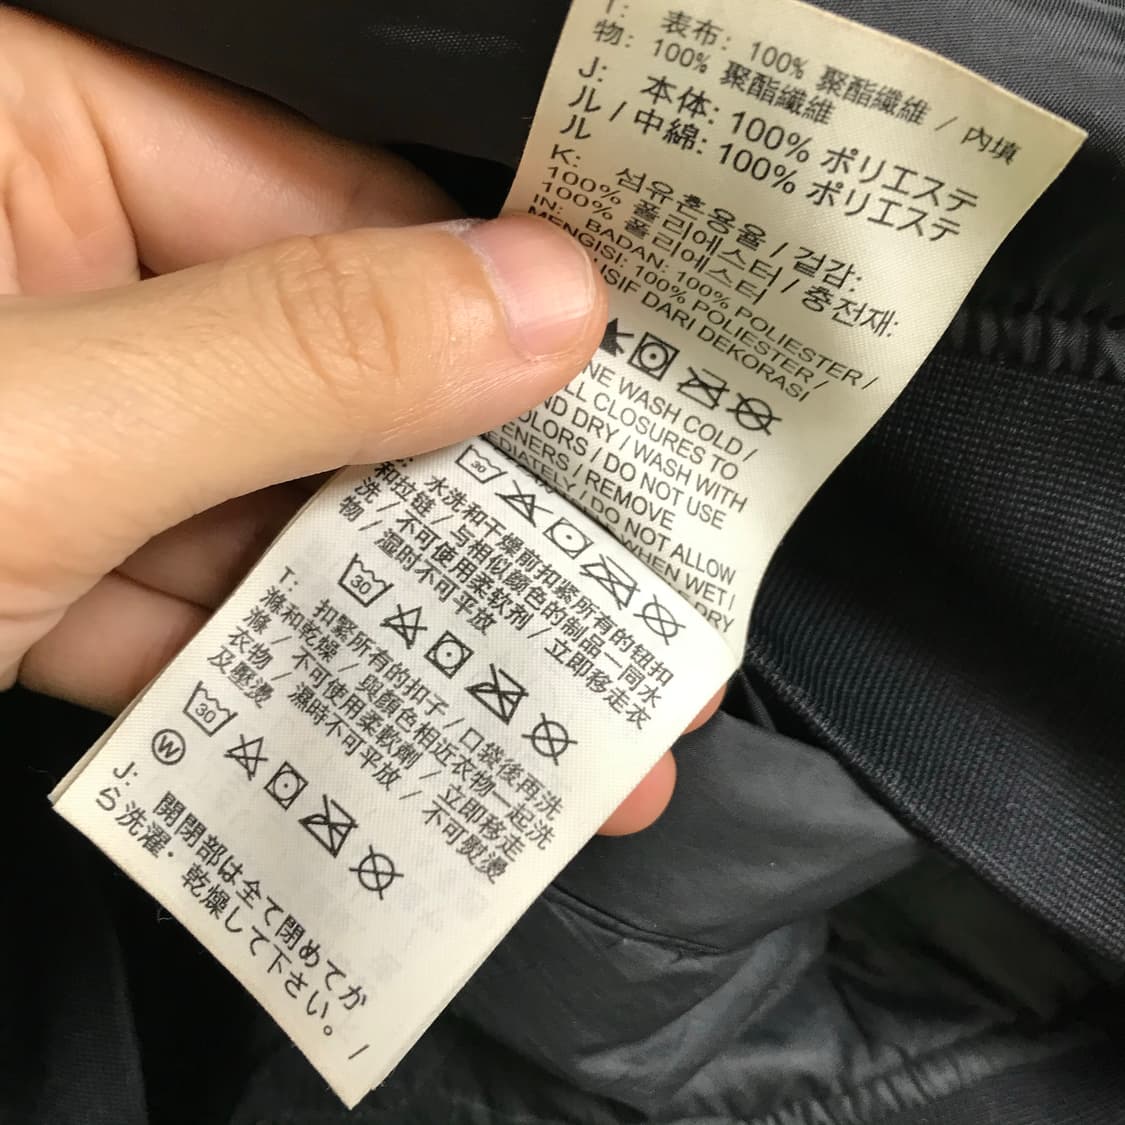 T: 表布: 100% 聚酯纖維 / 內填
物: 100% 聚酯纖維
J: 本体: 100% ポリエステ
ル / 中綿: 100% ポリエステ
ル
K: 섬유혼용율 / 겉감:
100% 폴리에스터 / 충전재:
100% 폴리에스터
IN: BADAN: 100% POLIESTER /
MENGISI: 100% POLIESTER /
USIF DARI DEKORASI
NE WASH COLD /
LL CLOSURES TO
ND DRY / WASH WITH
OLORS / DO NOT USE
ENERS / REMOVE
EDIATELY / DO NOT ALLOW
WHEN WET /
DRY
30
水洗和干燥前扣紧所有的钮扣
和拉链 / 与相似颜色的制品一同水
洗 / 不可使用柔软剂 / 立即移走衣
物 / 湿时不可平放
30
T: 扣緊所有的扣子 / 口袋後再洗
滌和乾燥 / 與顏色相近衣物一起洗
滌 / 不可使用柔軟劑 / 立即移走
衣物 / 濕時不可平放 / 不可熨燙
及壓燙
30
W
J: 開閉部は全て閉めてか
ら洗濯・乾燥して下さい。 /